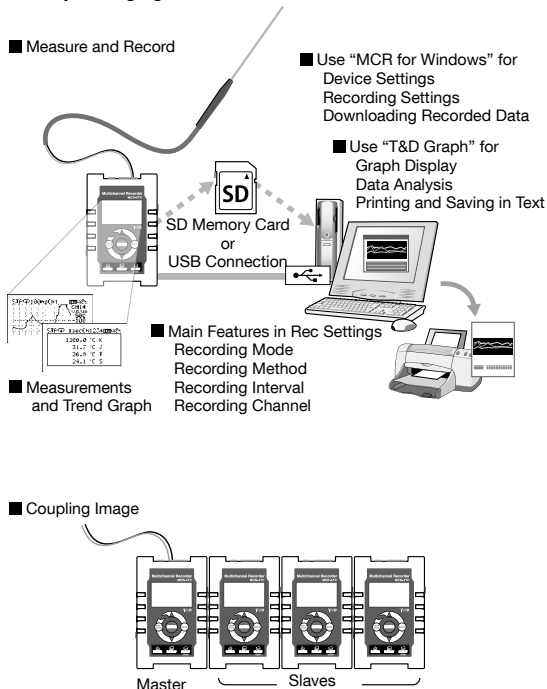 ■ Measure and Record
■ Use “MCR for Windows” for
Device Settings
Recording Settings
Downloading Recorded Data
■ Use “T&D Graph” for
Graph Display
Data Analysis
Printing and Saving in Text
Multichannel Recorder
SD
SD Memory Card
or
USB Connection
1200.0 °C K
31.7 °C J
26.9 °C T
24.1 °C S
■ Measurements
and Trend Graph
■ Main Features in Rec Settings
Recording Mode
Recording Method
Recording Interval
Recording Channel
■ Coupling Image
Multichannel Recorder
Multichannel Recorder
Multichannel Recorder
Multichannel Recorder
Master
Slaves